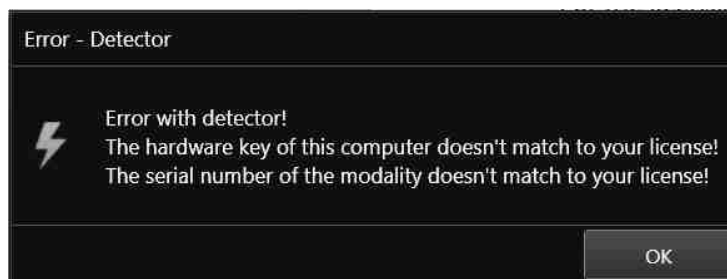 Error - Detector
Error with detector!
The hardware key of this computer doesn't match to your license!
The serial number of the modality doesn't match to your license!
OK